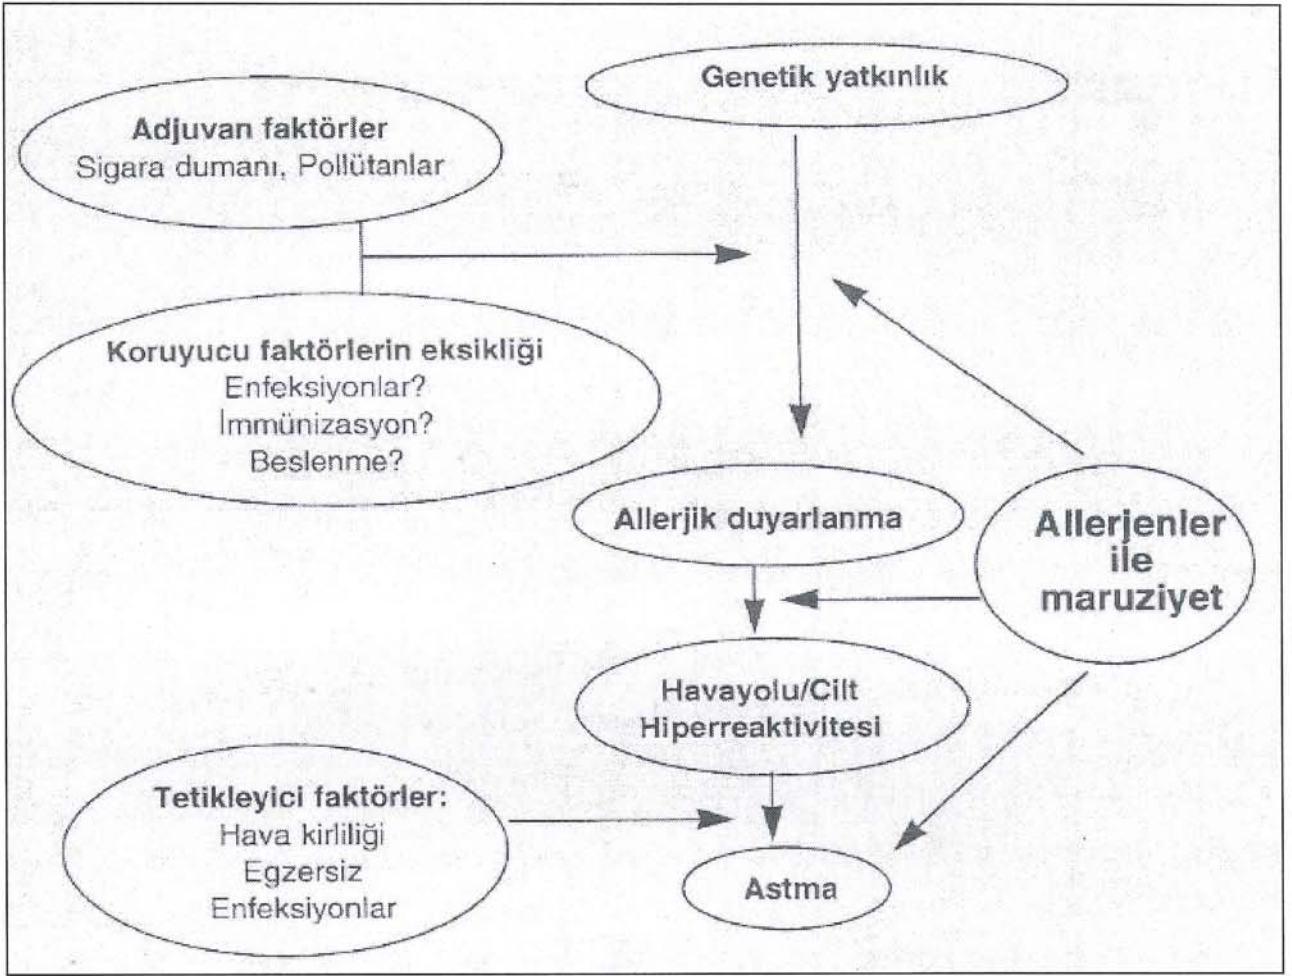 Genetik yatkınlık
Adjuvan faktörler
Sigara dumanı, Pollütanlar
Koruyucu faktörlerin eksikliği
Enfeksiyonlar?
İmmünizasyon?
Beslenme?
Allerjik duyarlanma
Allerjenler
ile
maruziyet
Havayolu/Cilt
Hiperreaktivitesi
Tetikleyici faktörler:
Hava kirliliği
Egzersiz
Enfeksiyonlar
Astma